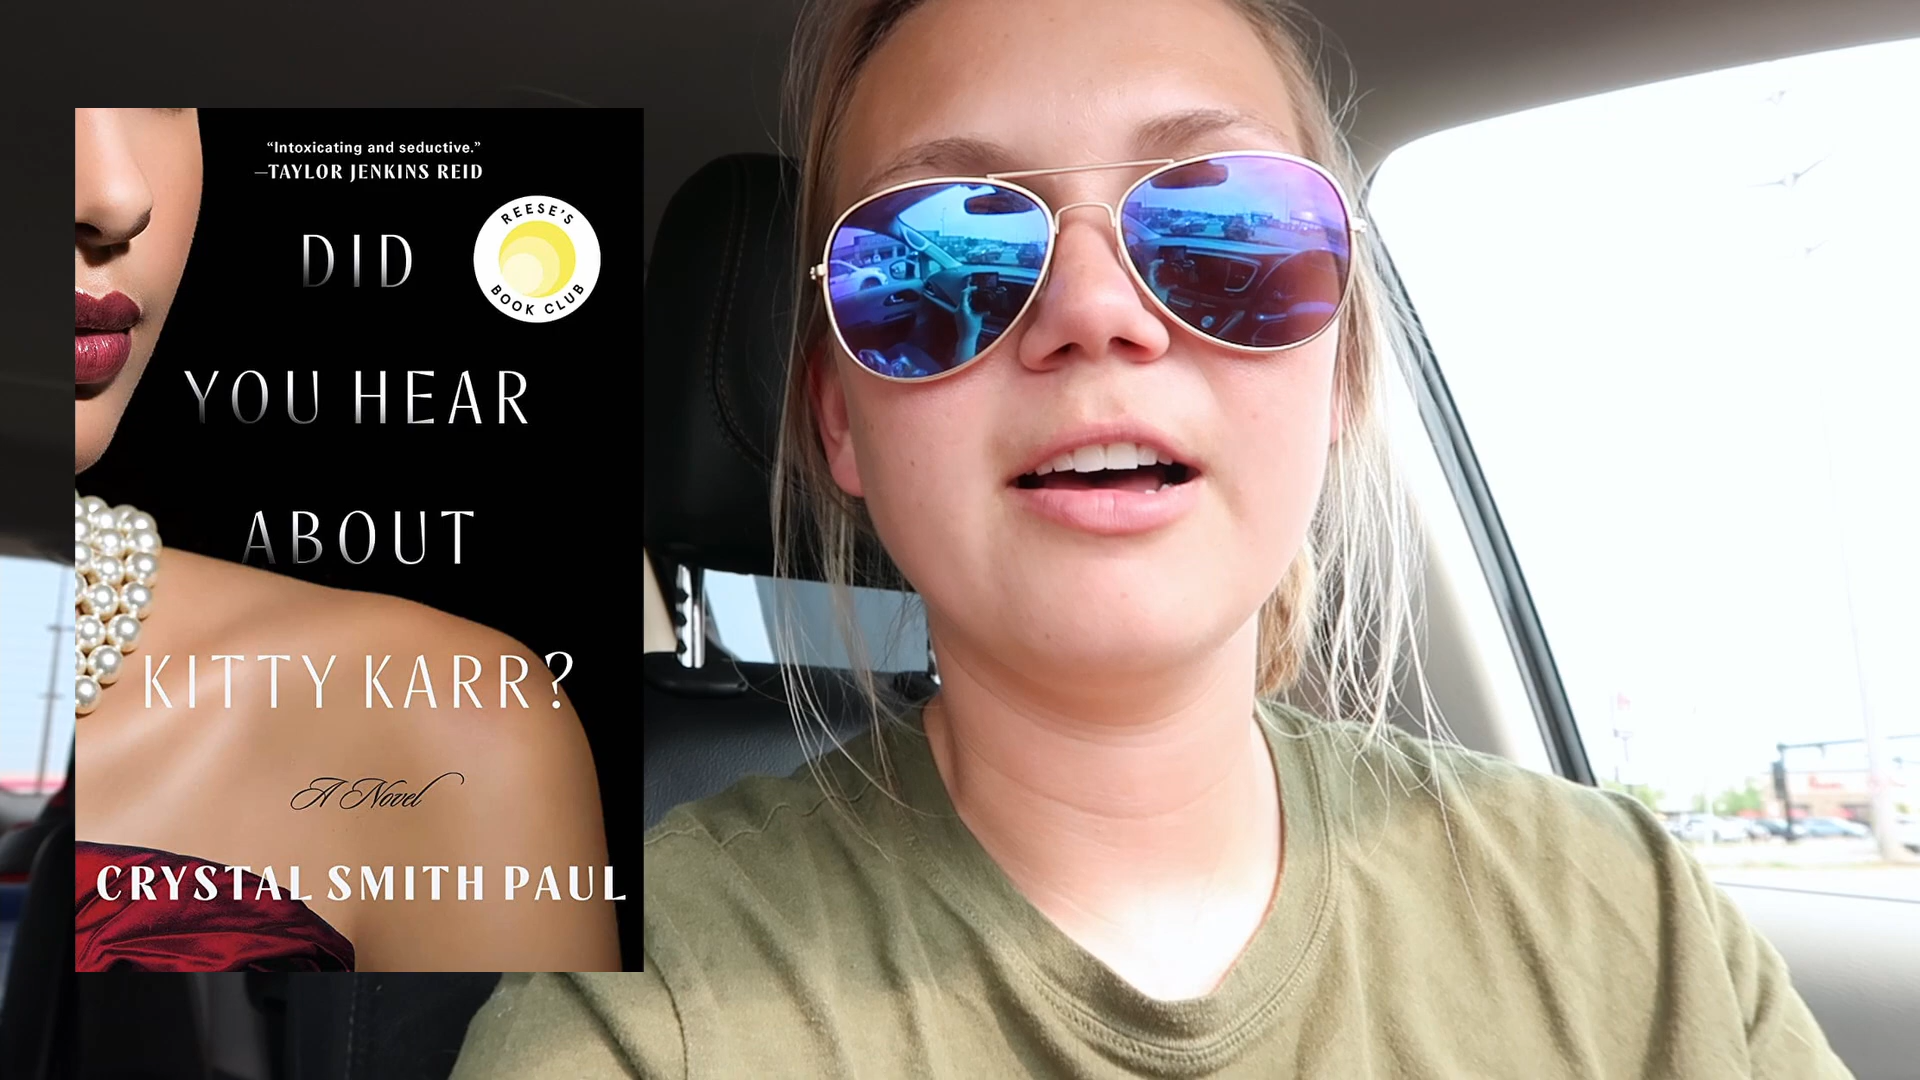 “Intoxicating and seductive.”
—TAYLOR JENKINS REID
REESE'S
BOOK CLUB
DID
YOU HEAR
ABOUT
KITTY KARR?
A Novel
CRYSTAL SMITH PAUL